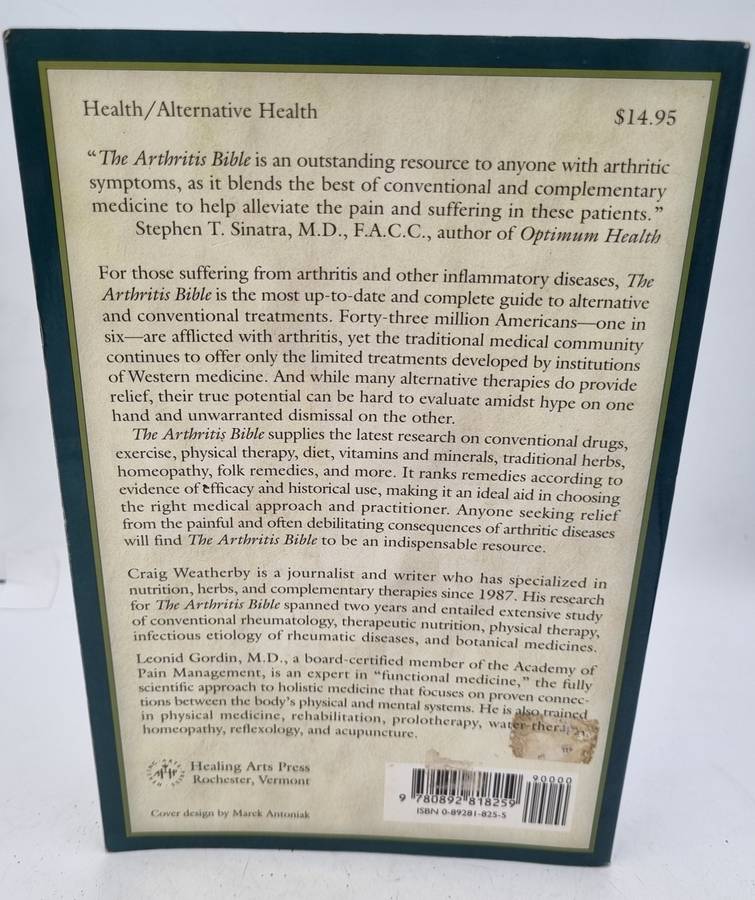 Health/Alternative Health
$14.95
“The Arthritis Bible is an outstanding resource to anyone with arthritic
symptoms, as it blends the best of conventional and complementary
medicine to help alleviate the pain and suffering in these patients.”
Stephen T. Sinatra, M.D., F.A.C.C., author of Optimum Health
For those suffering from arthritis and other inflammatory diseases, The
Arthritis Bible is the most up-to-date and complete guide to alternative
and conventional treatments. Forty-three million Americans—one in
six—are afflicted with arthritis, yet the traditional medical community
continues to offer only the limited treatments developed by institutions
of Western medicine. And while many alternative therapies do provide
relief, their true potential can be hard to evaluate amidst hype on one
hand and unwarranted dismissal on the other.
The Arthritis Bible supplies the latest research on conventional drugs,
exercise, physical therapy, diet, vitamins and minerals, traditional herbs,
homeopathy, folk remedies, and more. It ranks remedies according to
evidence of efficacy and historical use, making it an ideal aid in choosing
the right medical approach and practitioner. Anyone seeking relief
from the painful and often debilitating consequences of arthritic diseases
will find The Arthritis Bible to be an indispensable resource.
Craig Weatherby is a journalist and writer who has specialized in
nutrition, herbs, and complementary therapies since 1987. His research
for The Arthritis Bible spanned two years and entailed extensive study
of conventional rheumatology, therapeutic nutrition, physical therapy,
infectious etiology of rheumatic diseases, and botanical medicines.
Leonid Gordin, M.D., a board-certified member of the Academy of
Pain Management, is an expert in “functional medicine,” the fully
scientific approach to holistic medicine that focuses on proven connec-
tions between the body’s physical and mental systems. He is also trained
in physical medicine, rehabilitation, prolotherapy, water therapy,
homeopathy, reflexology, and acupuncture.
Healing Arts Press
Rochester, Vermont
Cover design by Marek Antoniak
90000
9 780892 818259
ISBN 0-89281-825-5